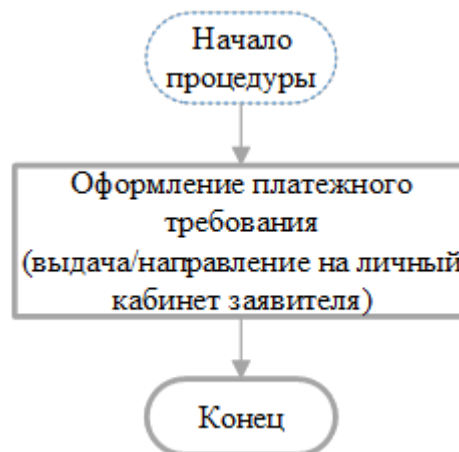 Начало
процедуры
Оформление платежного
требования
(выдача/направление на личный
кабинет заявителя)
Конец